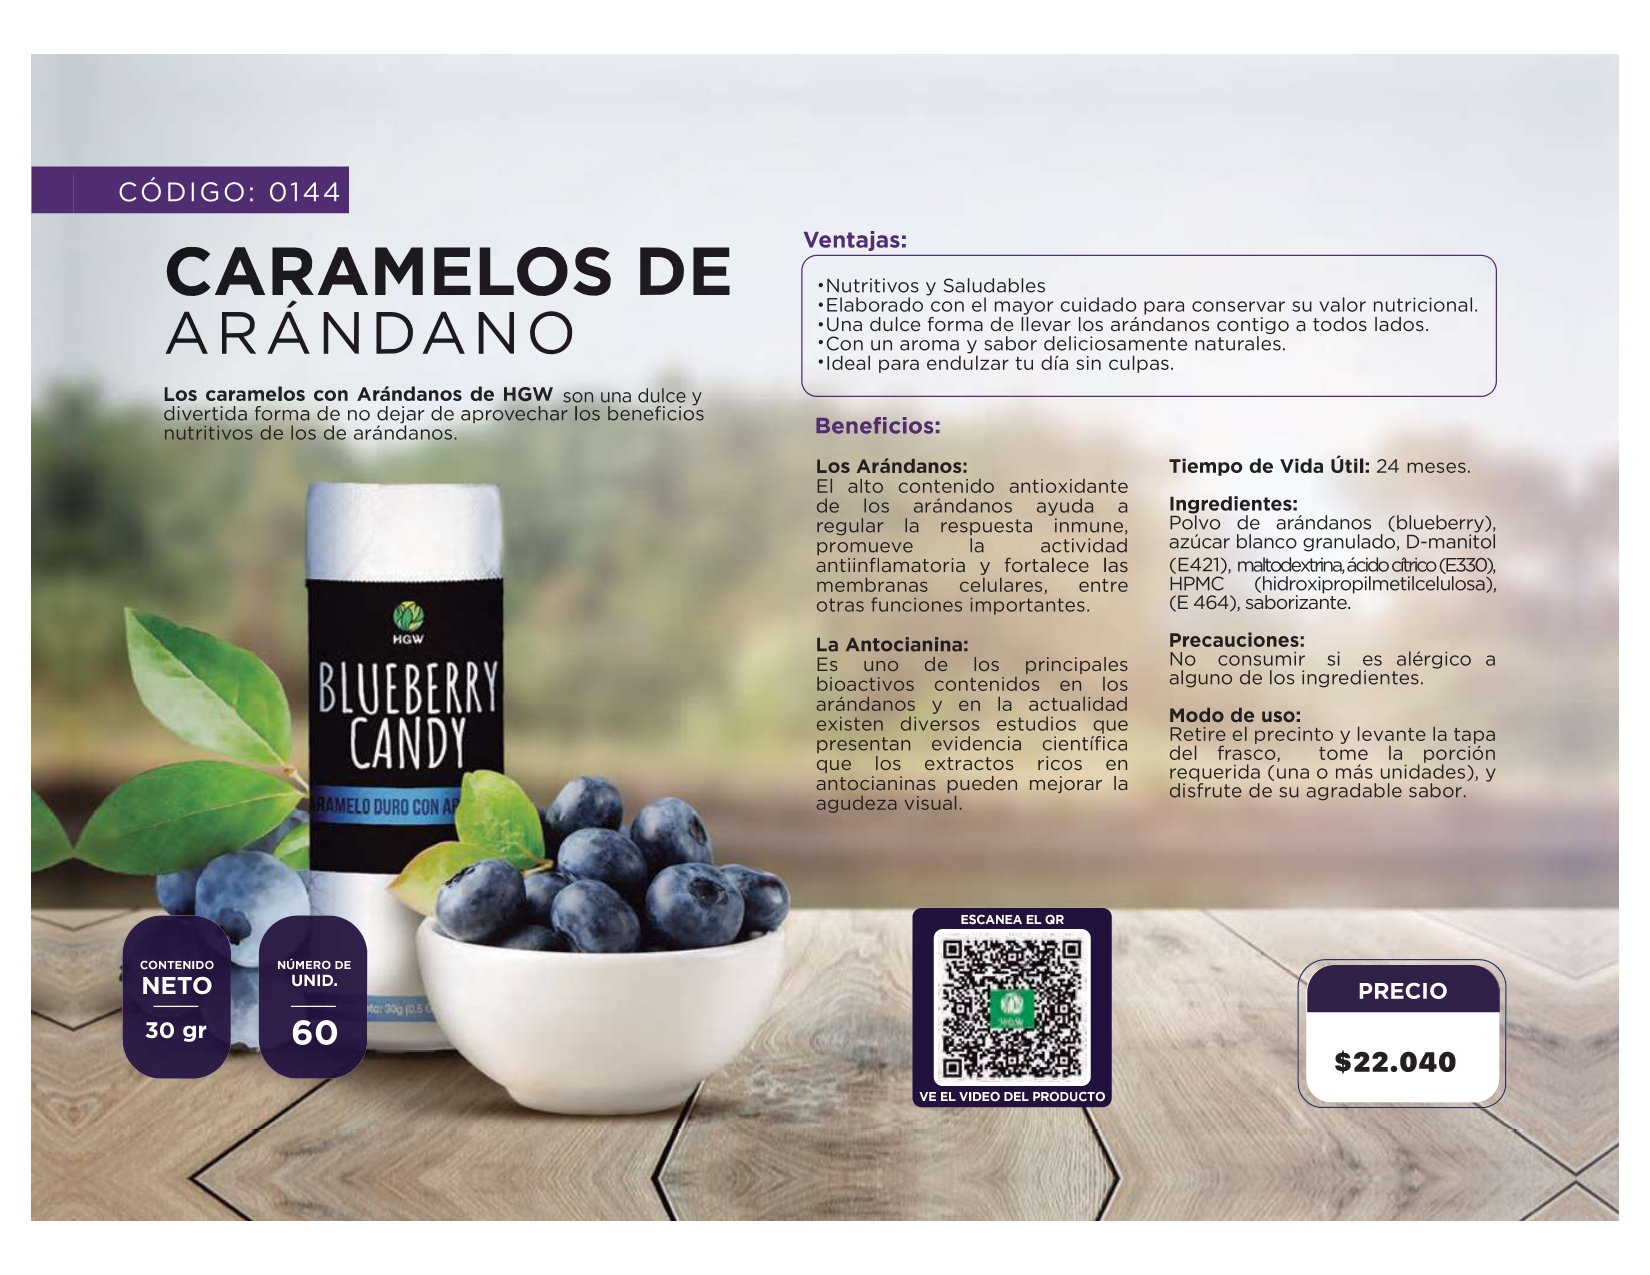 CÓDIGO: 0144
CARAMELOS DE
ARÁNDANO
Los caramelos con Arándanos de HGW son una dulce y
divertida forma de no dejar de aprovechar los beneficios
nutritivos de los de arándanos.
Ventajas:
•Nutritivos y Saludables
•Elaborado con el mayor cuidado para conservar su valor nutricional.
•Una dulce forma de llevar los arándanos contigo a todos lados.
•Con un aroma y sabor deliciosamente naturales.
•Ideal para endulzar tu día sin culpas.
Beneficios:
Los Arándanos:
El alto contenido antioxidante
de los arándanos ayuda a
regular la respuesta inmune,
promueve la actividad
antiinflamatoria y fortalece las
membranas celulares, entre
otras funciones importantes.
La Antocianina:
Es uno de los principales
bioactivos contenidos en los
arándanos y en la actualidad
existen diversos estudios que
presentan evidencia científica
que los extractos ricos en
antocianinas pueden mejorar la
agudeza visual.
Tiempo de Vida Útil: 24 meses.
Ingredientes:
Polvo de arándanos (blueberry),
azúcar blanco granulado, D-manitol
(E421), maltodextrina, ácido cítrico (E330),
HPMC (hidroxipropilmetilcelulosa),
(E 464), saborizante.
Precauciones:
No consumir si es alérgico a
alguno de los ingredientes.
Modo de uso:
Retire el precinto y levante la tapa
del frasco, tome la porción
requerida (una o más unidades), y
disfrute de su agradable sabor.
HGW
BLUEBERRY
CANDY
RAMELO DURO CON AR
30g (0.5
CONTENIDO
NETO
30 gr
NÚMERO DE
UNID.
60
ESCANEA EL QR
HGW
VE EL VIDEO DEL PRODUCTO
PRECIO
$22.040